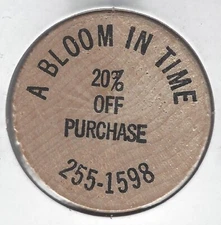 A BLOOM IN TIME
20%
OFF
PURCHASE
255-1598